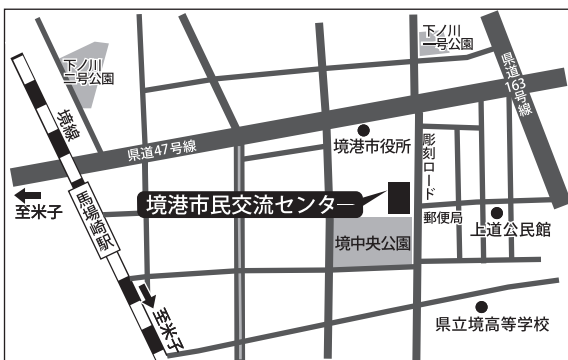 下ノ川
二号公園
下ノ川
一号公園
県道163号線
境線
県道47号線
境港市役所
彫刻ロード
至米子
馬場崎駅
境港市民交流センター
郵便局
上道公民館
境中央公園
至米子
県立境高等学校